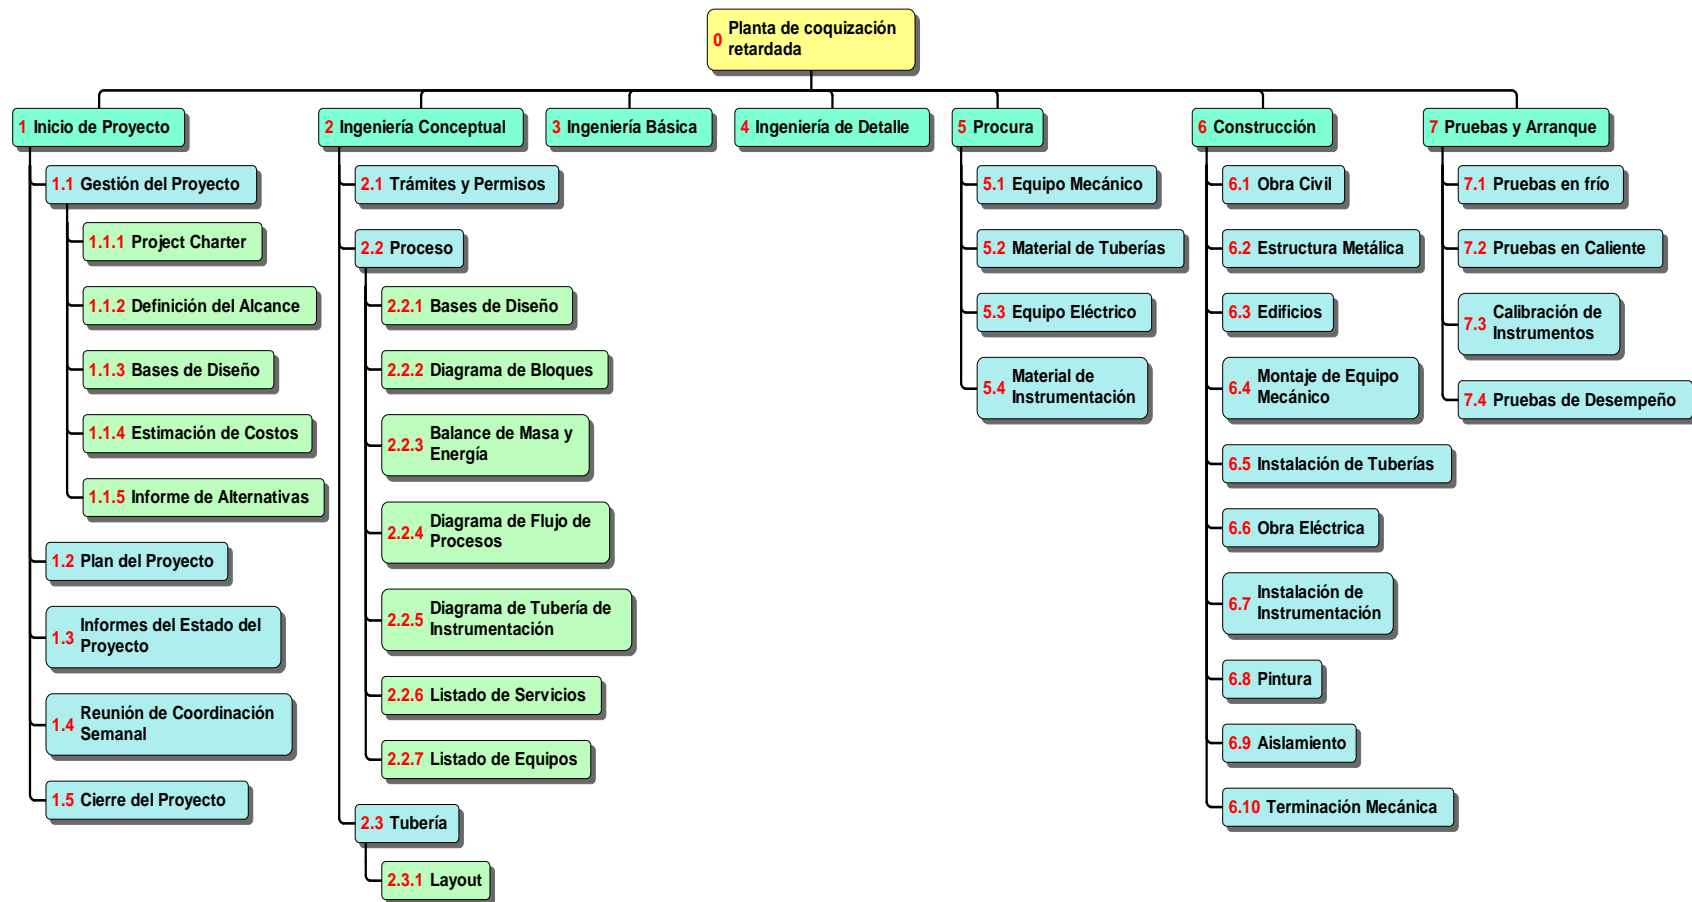 0 Planta de coquización
retardada
1 Inicio de Proyecto
1.1 Gestión del Proyecto
1.1.1 Project Charter
1.1.2 Definición del Alcance
1.1.3 Bases de Diseño
1.1.4 Estimación de Costos
1.1.5 Informe de Alternativas
1.2 Plan del Proyecto
1.3 Informes del Estado del
Proyecto
1.4 Reunión de Coordinación
Semanal
1.5 Cierre del Proyecto
2 Ingeniería Conceptual
2.1 Trámites y Permisos
2.2 Proceso
2.2.1 Bases de Diseño
2.2.2 Diagrama de Bloques
2.2.3 Balance de Masa y
Energía
2.2.4 Diagrama de Flujo de
Procesos
2.2.5 Diagrama de Tubería de
Instrumentación
2.2.6 Listado de Servicios
2.2.7 Listado de Equipos
2.3 Tubería
2.3.1 Layout
3 Ingeniería Básica
4 Ingeniería de Detalle
5 Procura
5.1 Equipo Mecánico
5.2 Material de Tuberías
5.3 Equipo Eléctrico
5.4 Material de
Instrumentación
6 Construcción
6.1 Obra Civil
6.2 Estructura Metálica
6.3 Edificios
6.4 Montaje de Equipo
Mecánico
6.5 Instalación de Tuberías
6.6 Obra Eléctrica
6.7 Instalación de
Instrumentación
6.8 Pintura
6.9 Aislamiento
6.10 Terminación Mecánica
7 Pruebas y Arranque
7.1 Pruebas en frío
7.2 Pruebas en Caliente
7.3 Calibración de
Instrumentos
7.4 Pruebas de Desempeño